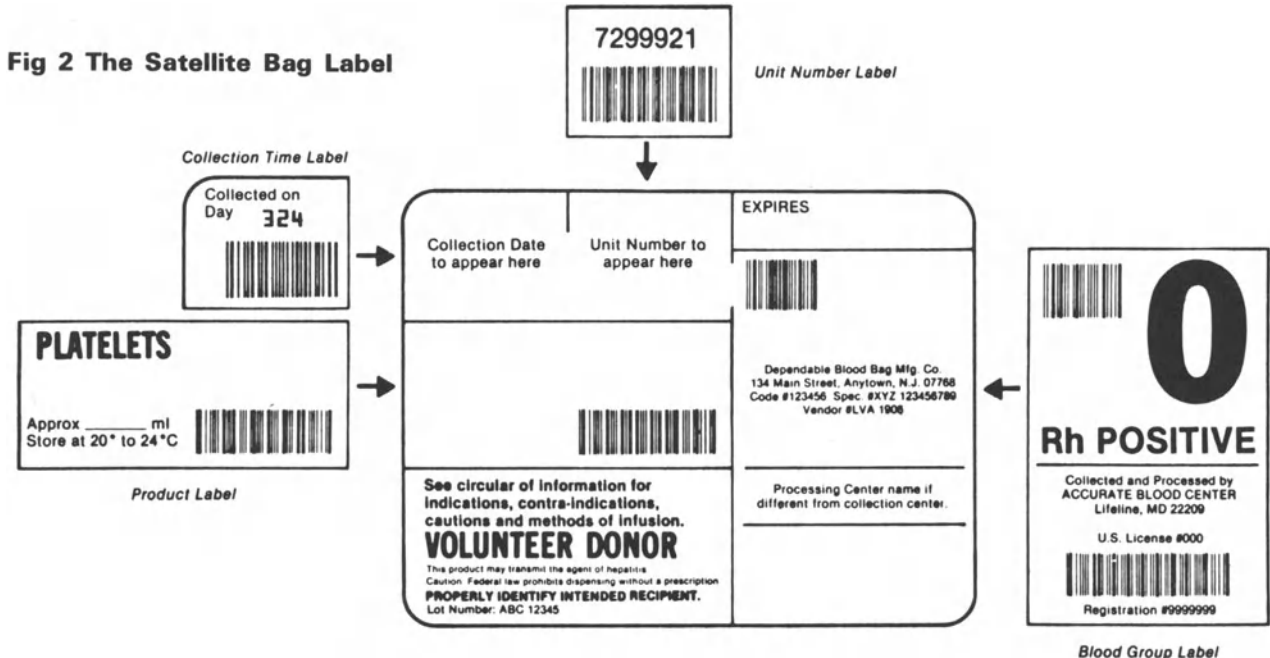 Fig 2 The Satellite Bag Label
7299921
Unit Number Label
Collection Time Label
Collected on
Day 324
Collection Date
to appear here
Unit Number to
appear here
EXPIRES
PLATELETS
Approx ______ ml
Store at 20° to 24°C
Product Label
Dependable Blood Bag Mfg. Co.
134 Main Street, Anytown, N.J. 07768
Code #123456 Spec. #XYZ 123456789
Vendor #LVA 1906
See circular of information for
indications, contra-indications,
cautions and methods of infusion.
VOLUNTEER DONOR
This product may transmit the agent of hepatitis
Caution: Federal law prohibits dispensing without a prescription
PROPERLY IDENTIFY INTENDED RECIPIENT.
Lot Number: ABC 12345
Processing Center name if
different from collection center.
O
Rh POSITIVE
Collected and Processed by
ACCURATE BLOOD CENTER
Lifeline, MD 22209
U.S. License #000
Registration #9999999
Blood Group Label